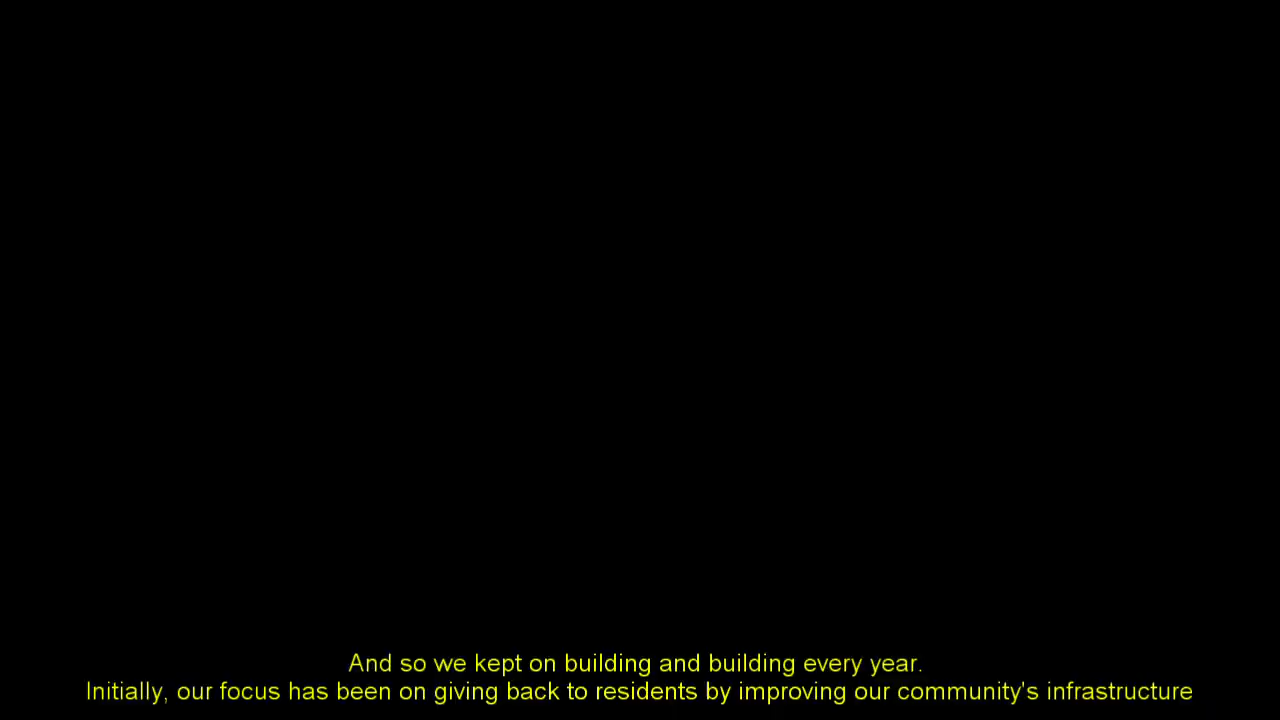 And so we kept on building and building every year.
Initially, our focus has been on giving back to residents by improving our community's infrastructure